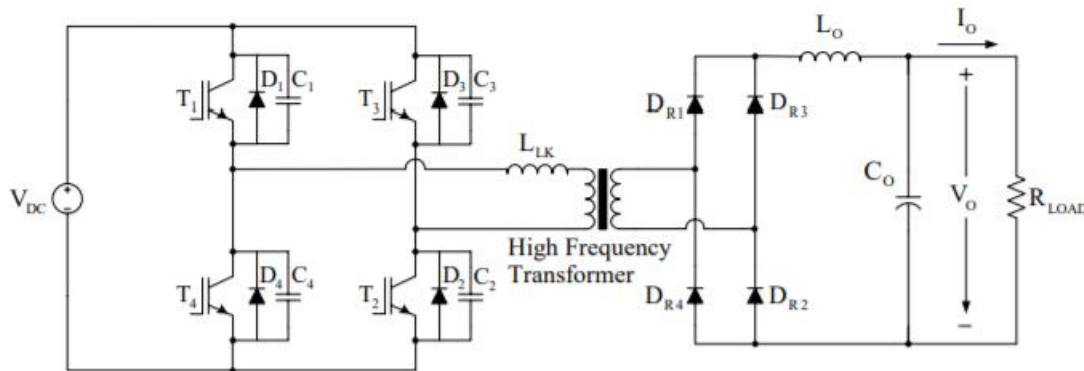 L_O
I_O
D_1 C_1
D_3 C_3
T_1
T_3
D_R1
D_R3
L_LK
+
V_DC
C_O
V_O
R_LOAD
High Frequency
Transformer
D_4 C_4
D_2 C_2
T_4
T_2
D_R4
D_R2
−